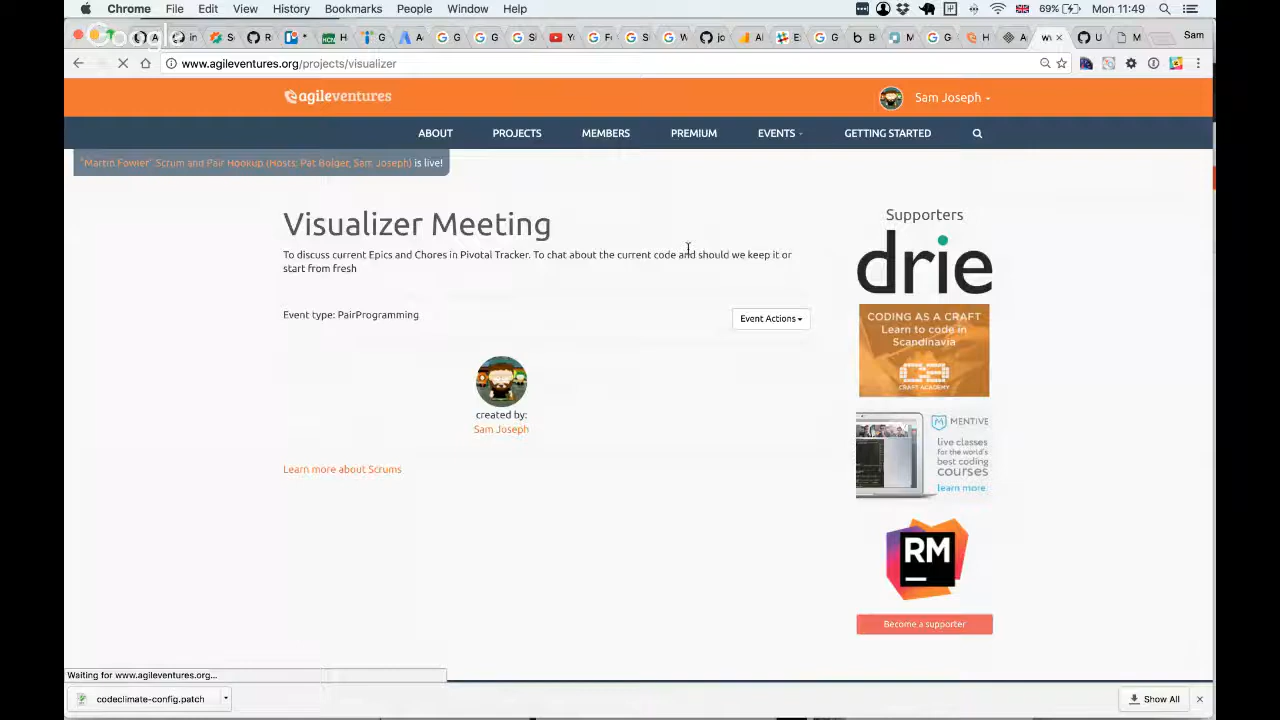 Chrome File Edit View History Bookmarks People Window Help 69% Mon 11:49
Sam
www.agileventures.org/projects/visualizer
agileventures
Sam Joseph
ABOUT PROJECTS MEMBERS PREMIUM EVENTS GETTING STARTED
"Martin Fowler" Scrum and Pair Hookup (Hosts: Pat Bolger, Sam Joseph) is live!
Visualizer Meeting
To discuss current Epics and Chores in Pivotal Tracker. To chat about the current code and should we keep it or
start from fresh
Event type: PairProgramming
Event Actions
created by:
Sam Joseph
Learn more about Scrums
Supporters
drie
CODING AS A CRAFT
Learn to code in
Scandinavia
CRAFT ACADEMY
MENTIVE
live classes
for the world's
best coding
courses
learn more
RM
Become a supporter
Waiting for www.agileventures.org...
codeclimate-config.patch
Show All